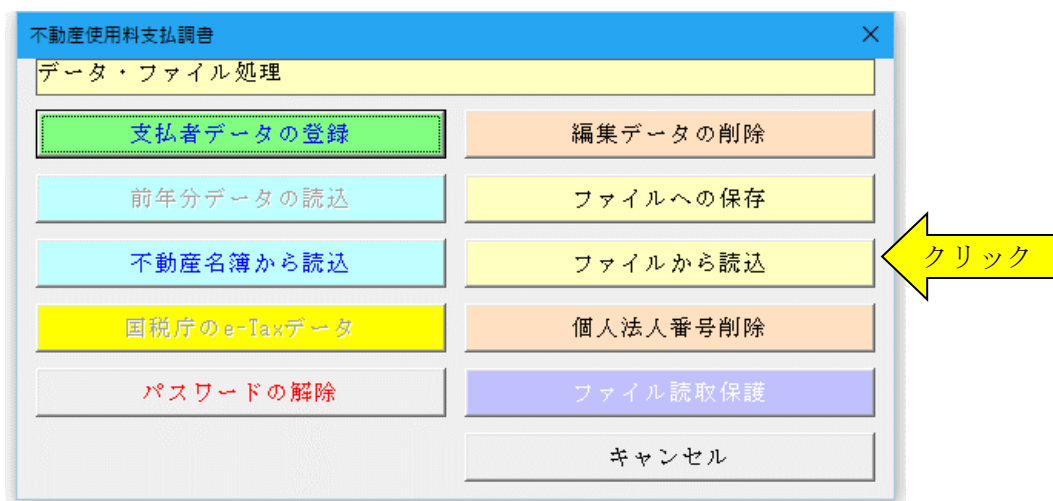 不動産使用料支払調書
データ・ファイル処理
支払者データの登録
編集データの削除
前年分データの読込
ファイルへの保存
不動産名簿から読込
ファイルから読込
クリック
国税庁のe-Taxデータ
個人法人番号削除
パスワードの解除
ファイル読取保護
キャンセル